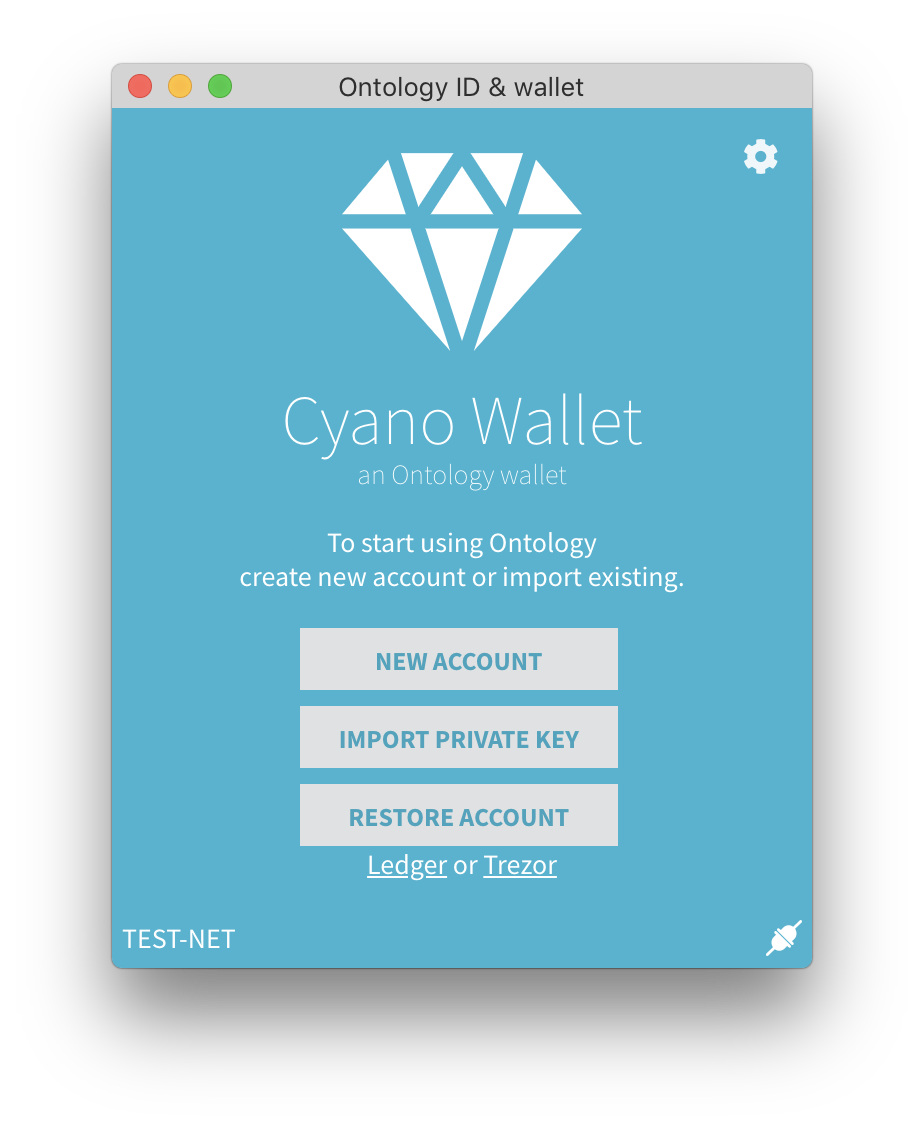 Ontology ID & wallet
Cyano Wallet
an Ontology wallet
To start using Ontology
create new account or import existing.
NEW ACCOUNT
IMPORT PRIVATE KEY
RESTORE ACCOUNT
Ledger or Trezor
TEST-NET